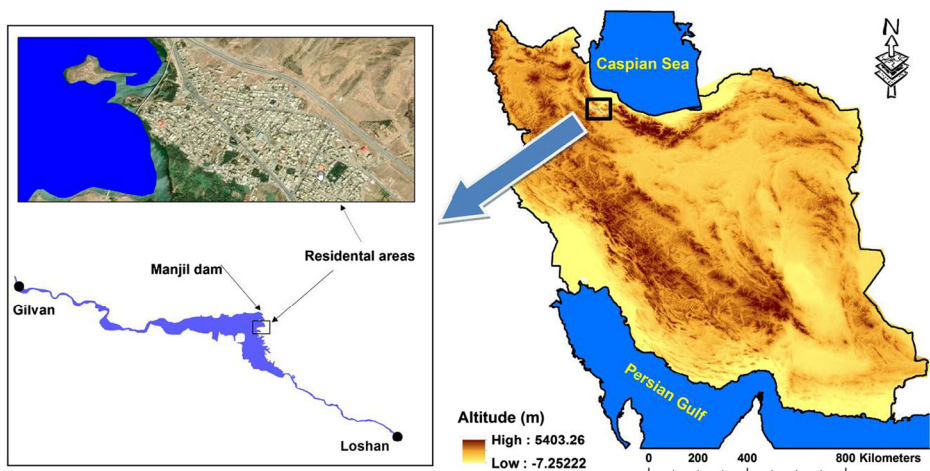 Residental areas
Manjil dam
Gilvan
Loshan
Caspian Sea
N
Persian Gulf
Altitude (m)
High : 5403.26
Low : -7.25222
0 200 400 800 Kilometers